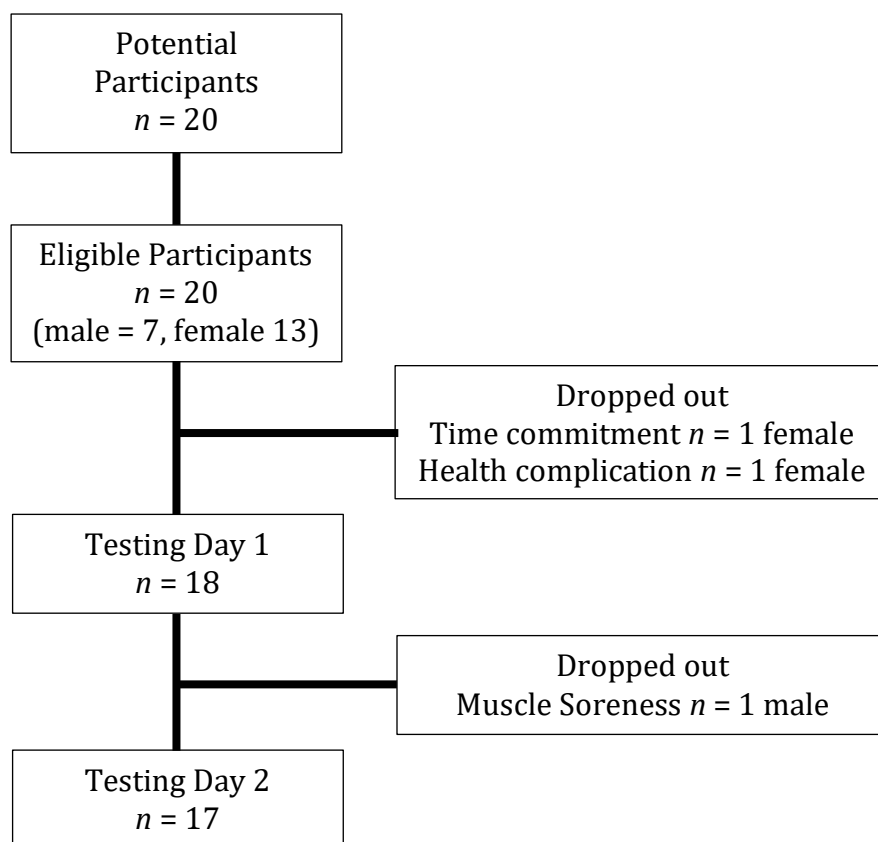 Potential
Participants
n = 20
Eligible Participants
n = 20
(male = 7, female 13)
Dropped out
Time commitment n = 1 female
Health complication n = 1 female
Testing Day 1
n = 18
Dropped out
Muscle Soreness n = 1 male
Testing Day 2
n = 17